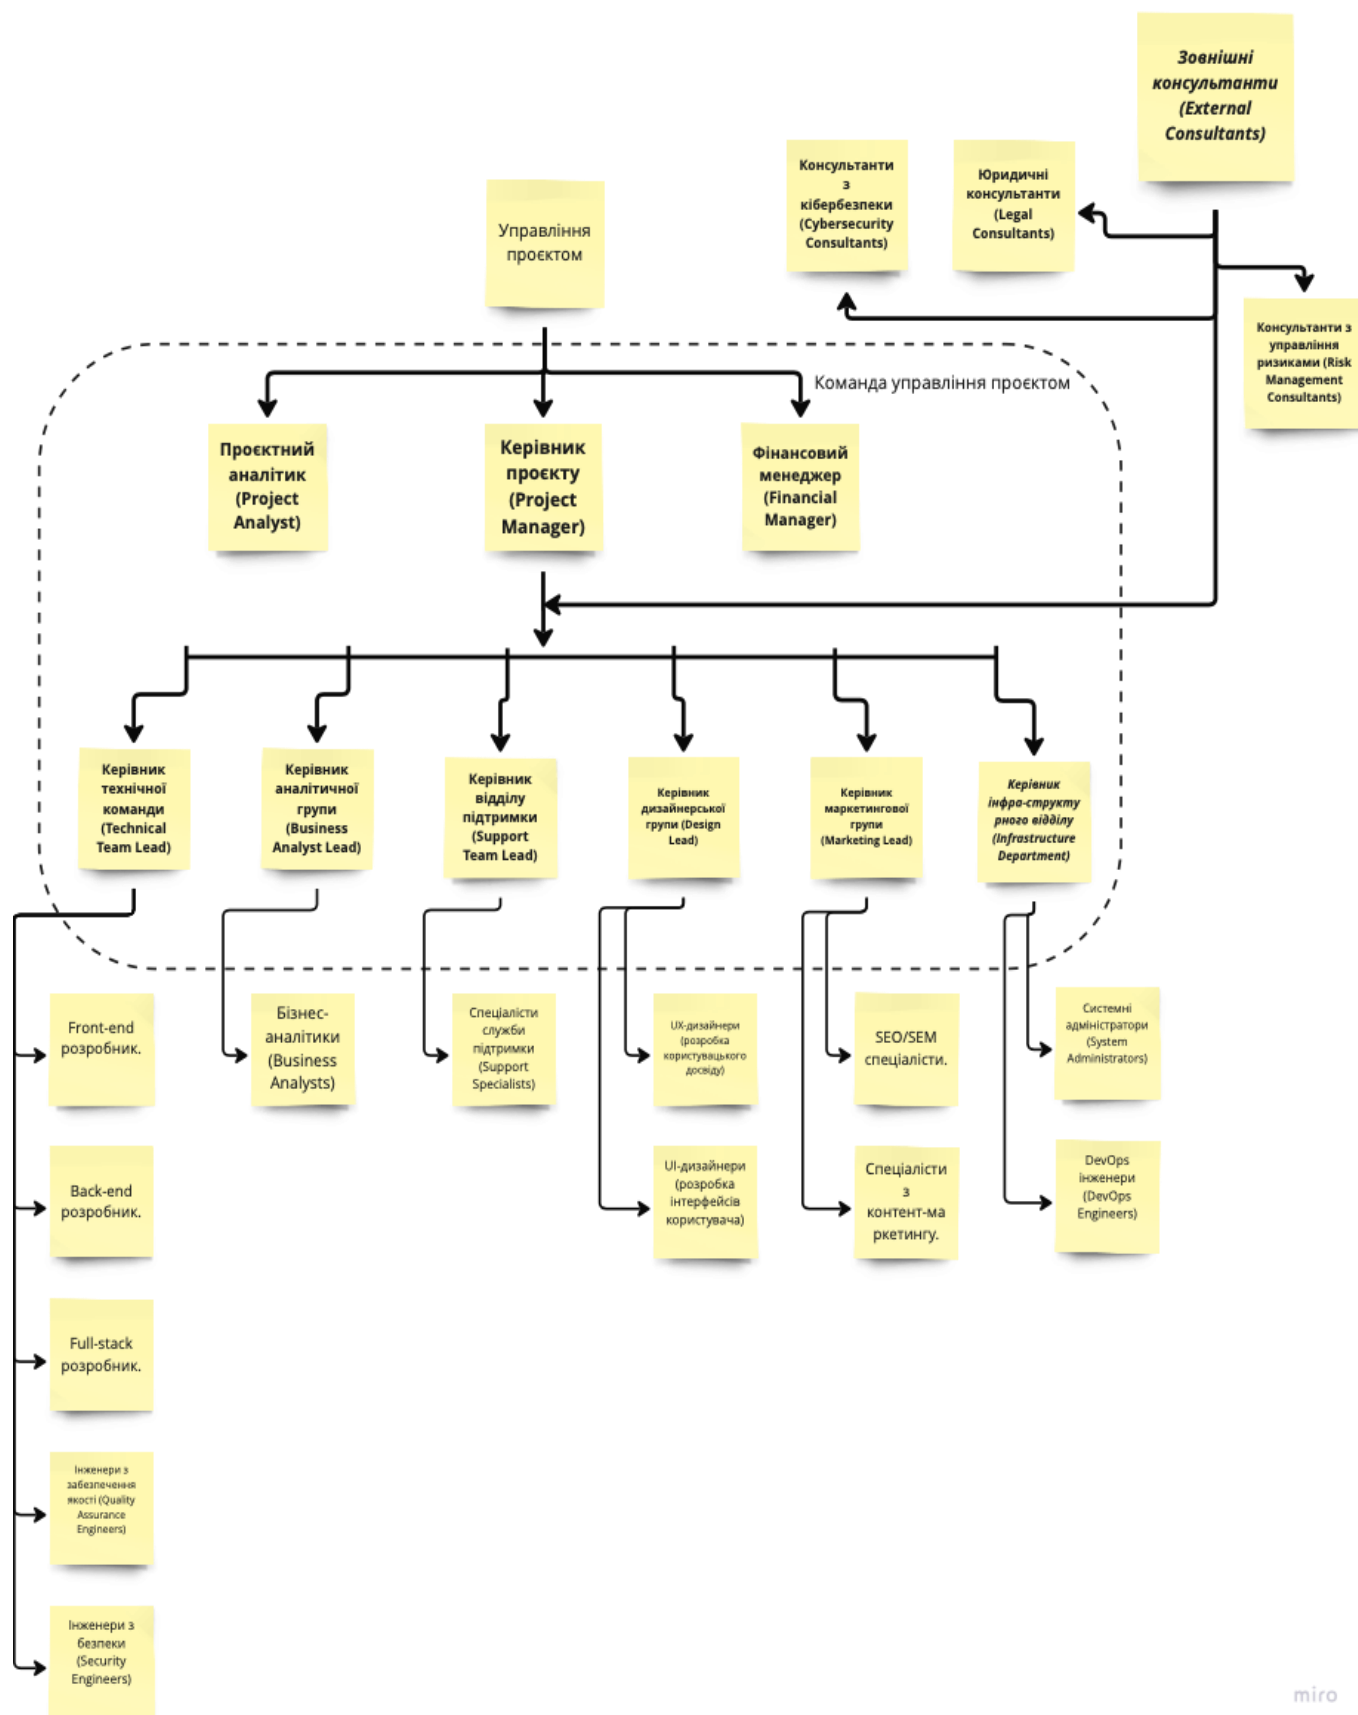 Зовнішні
консультанти
(External
Consultants)
Консультанти
з
кібербезпеки
(Cybersecurity
Consultants)
Юридичні
консультанти
(Legal
Consultants)
Управління
проєктом
Консультанти з
управління
ризиками (Risk
Management
Consultants)
Команда управління проєктом
Проєктний
аналітик
(Project
Analyst)
Керівник
проєкту
(Project
Manager)
Фінансовий
менеджер
(Financial
Manager)
Керівник
технічної
команди
(Technical
Team Lead)
Керівник
аналітичної
групи
(Business
Analyst Lead)
Керівник
відділу
підтримки
(Support
Team Lead)
Керівник
дизайнерської
групи (Design
Lead)
Керівник
маркетингової
групи
(Marketing Lead)
Керівник
інфра-структу
рного відділу
(Infrastructure
Department)
Front-end
розробник.
Бізнес-
аналітики
(Business
Analysts)
Спеціалісти
служби
підтримки
(Support
Specialists)
UX-дизайнери
(розробка
користувацького
досвіду)
SEO/SEM
спеціалісти.
Системні
адміністратори
(System
Administrators)
Back-end
розробник.
UI-дизайнери
(розробка
інтерфейсів
користувача)
Спеціалісти
з
контент-ма
ркетингу.
DevOps
інженери
(DevOps
Engineers)
Full-stack
розробник.
Інженери з
забезпечення
якості (Quality
Assurance
Engineers)
Інженери з
безпеки
(Security
Engineers)
miro